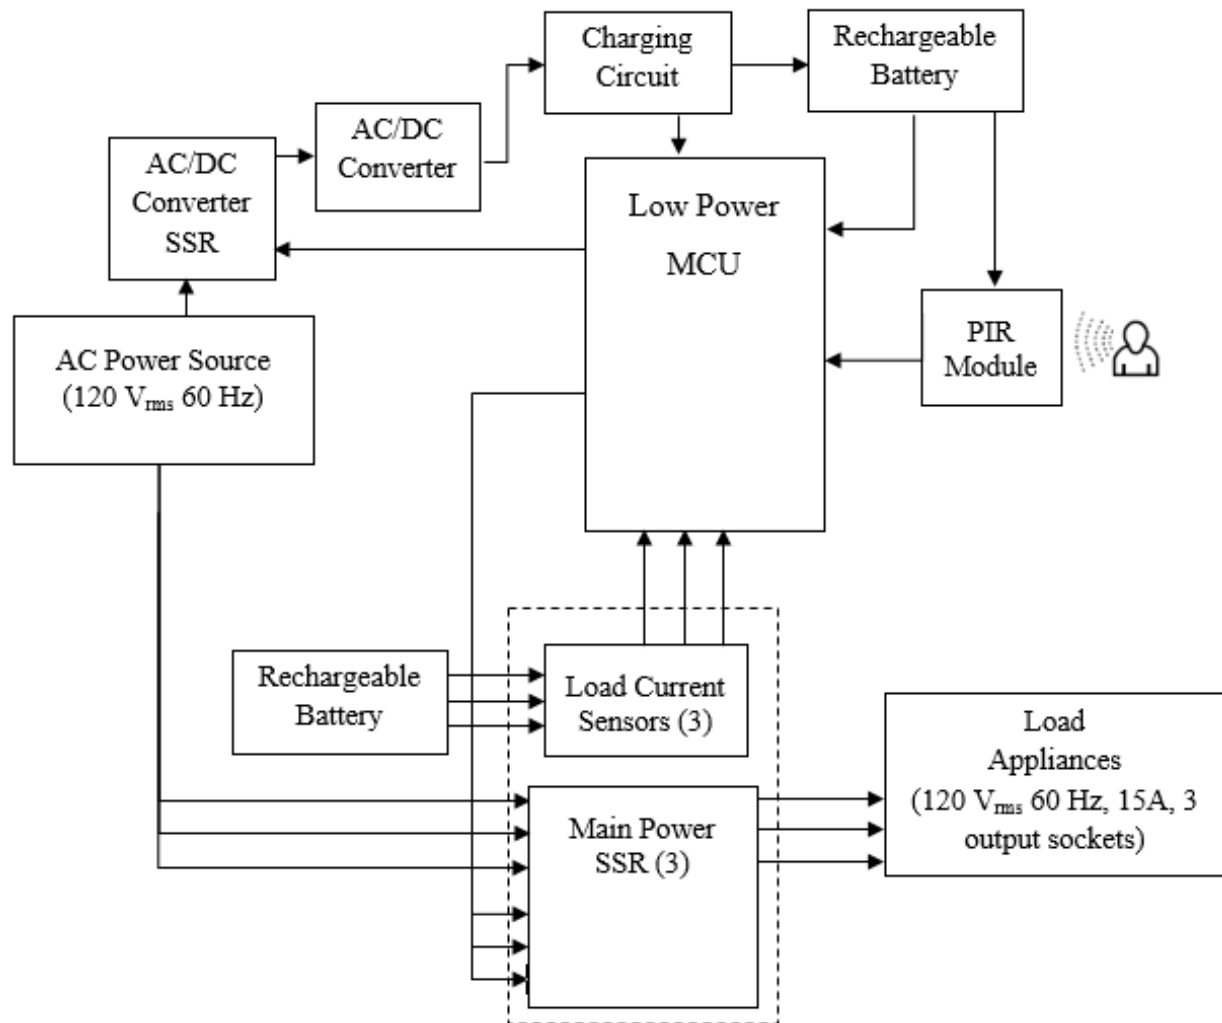 Charging
Circuit
Rechargeable
Battery
AC/DC
Converter
AC/DC
Converter
SSR
Low Power
MCU
AC Power Source
(120 Vrms 60 Hz)
PIR
Module
Rechargeable
Battery
Load Current
Sensors (3)
Load
Appliances
(120 Vrms 60 Hz, 15A, 3
output sockets)
Main Power
SSR (3)